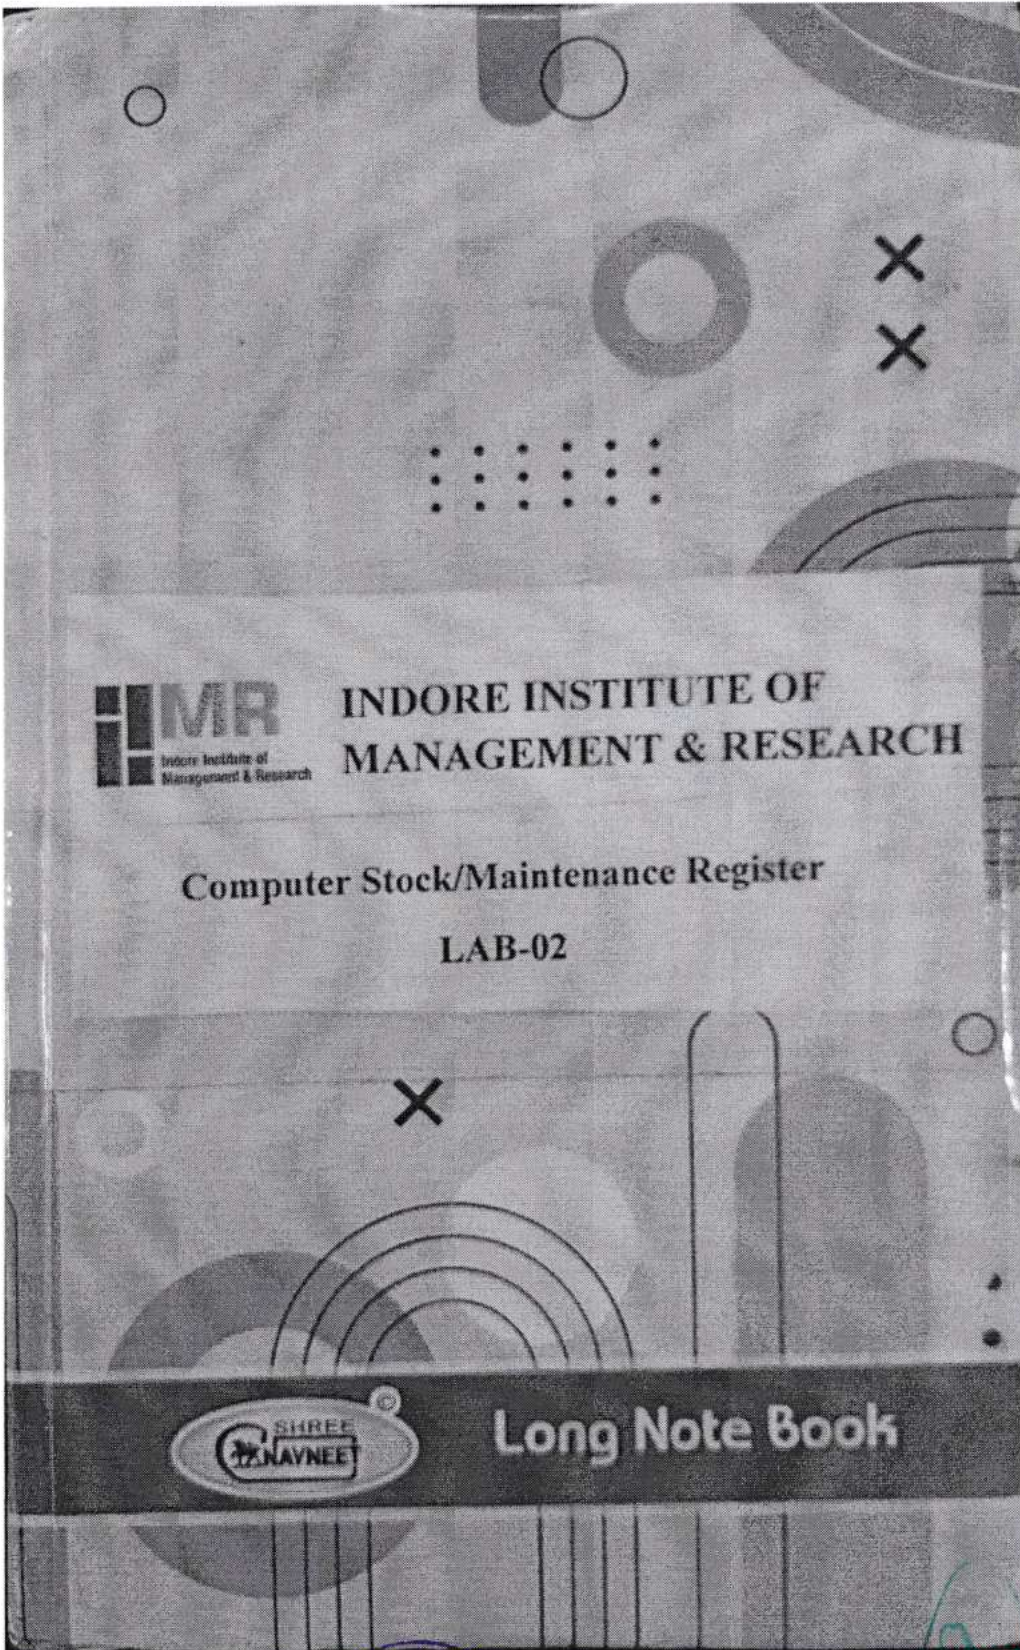 IIMR
Indore Institute of
Management & Research
INDORE INSTITUTE OF
MANAGEMENT & RESEARCH
Computer Stock/Maintenance Register
LAB-02
©
SHREE
NAVNEET
Long Note Book